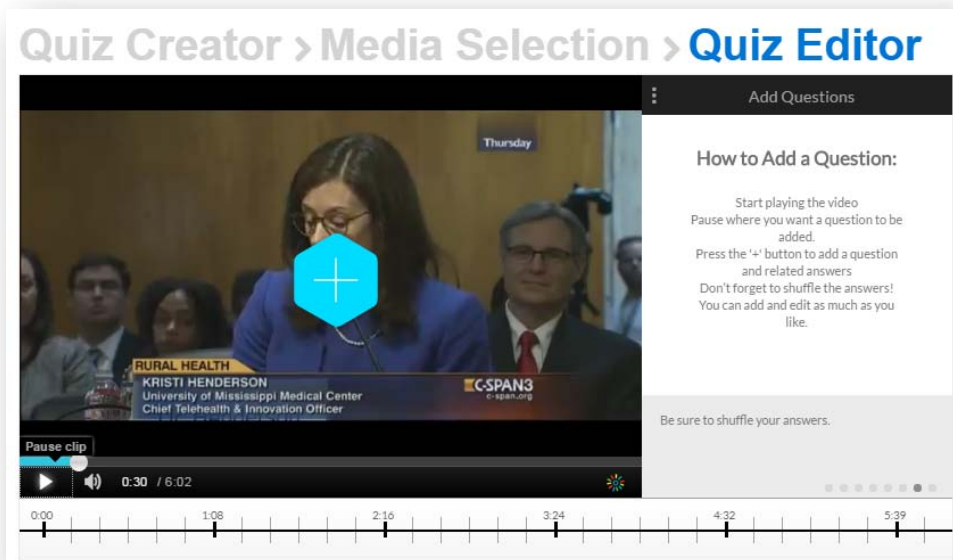 Quiz Creator > Media Selection > Quiz Editor
Thursday
RURAL HEALTH
KRISTI HENDERSON
University of Mississippi Medical Center
Chief Telehealth & Innovation Officer
C-SPAN3
c-span.org
Pause clip
0:30 / 6:02
Add Questions
How to Add a Question:
Start playing the video
Pause where you want a question to be
added.
Press the '+' button to add a question
and related answers
Don't forget to shuffle the answers!
You can add and edit as much as you
like.
Be sure to shuffle your answers.
0:00 1:08 2:16 3:24 4:32 5:39